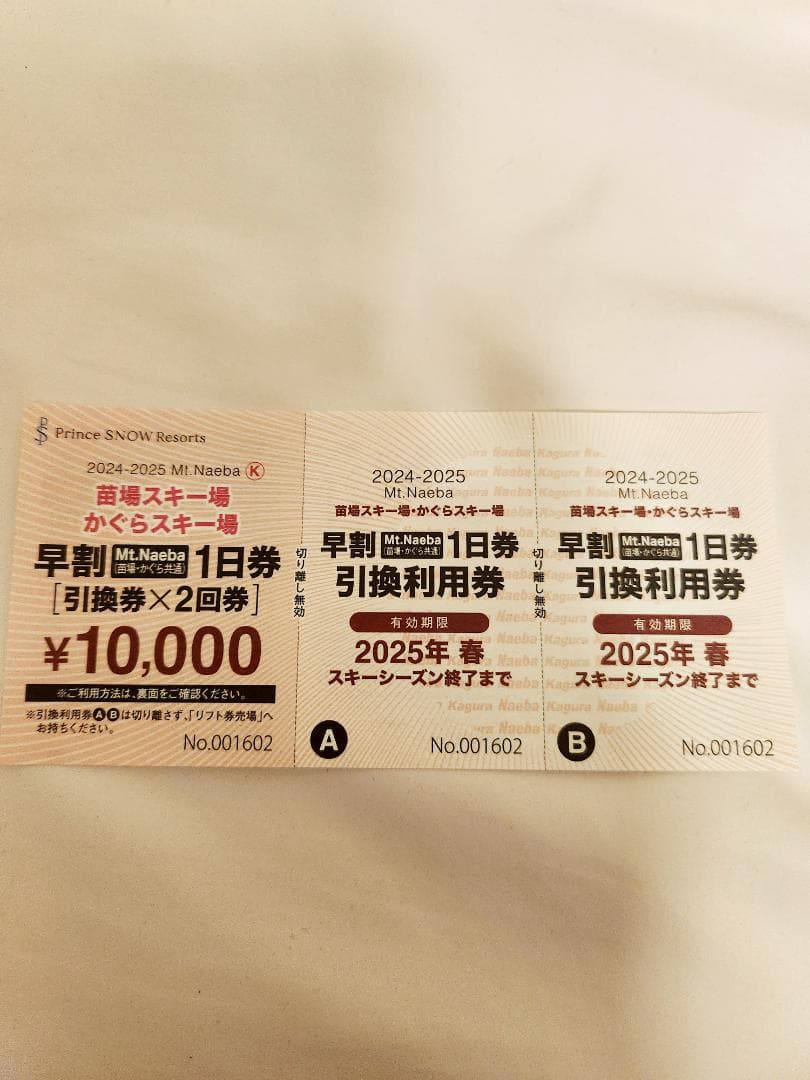 Prince SNOW Resorts
2024-2025 Mt.Naeba Ⓚ
苗場スキー場
かぐらスキー場
早割 Mt.Naeba (苗場・かぐら共通) 1日券
[引換券×2回券]
¥10,000
※ご利用方法は、裏面をご確認ください。
※引換利用券ⒶⒷは切り離さず、「リフト券売場」へ
お持ちください。
No.001602
切り離し無効
2024-2025
Mt.Naeba
苗場スキー場・かぐらスキー場
早割 Mt.Naeba (苗場・かぐら共通) 1日券
引換利用券
有効期限
2025年 春
スキーシーズン終了まで
A
No.001602
切り離し無効
2024-2025
Mt.Naeba
苗場スキー場・かぐらスキー場
早割 Mt.Naeba (苗場・かぐら共通) 1日券
引換利用券
有効期限
2025年 春
スキーシーズン終了まで
B
No.001602